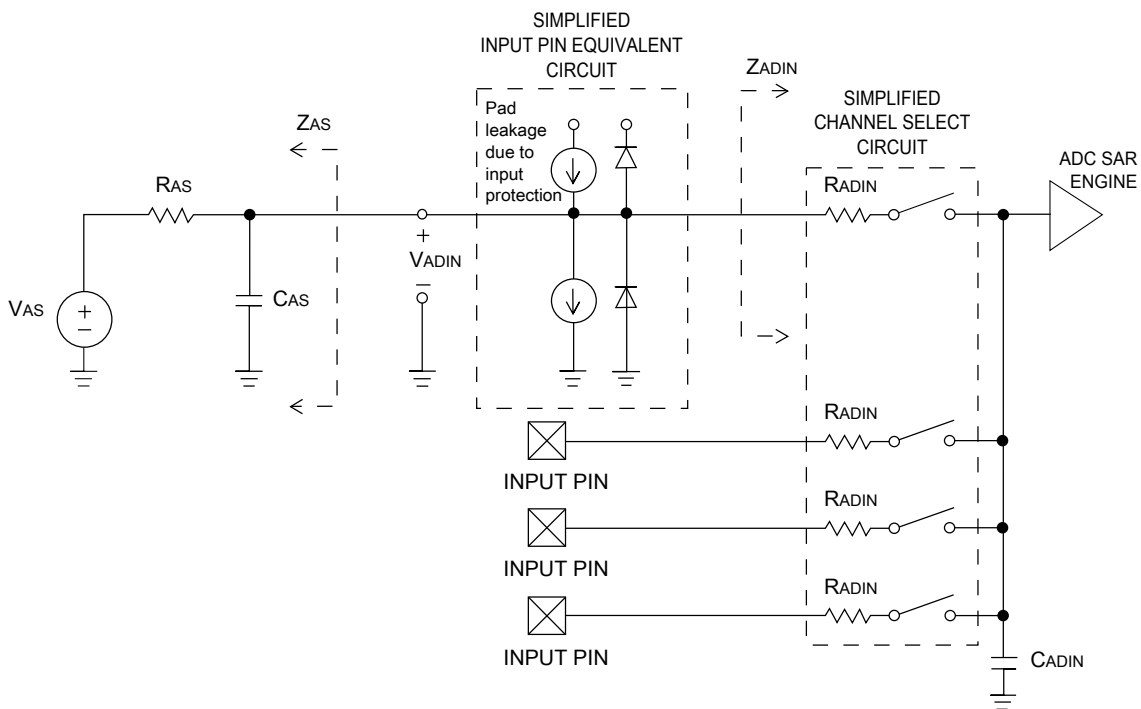 SIMPLIFIED
INPUT PIN EQUIVALENT
CIRCUIT
Pad
leakage
due to
input
protection
ZAS
ZADIN
SIMPLIFIED
CHANNEL SELECT
CIRCUIT
ADC SAR
ENGINE
RAS
RADIN
+
VADIN
–
CAS
VAS
+
–
RADIN
INPUT PIN
RADIN
INPUT PIN
RADIN
INPUT PIN
CADIN